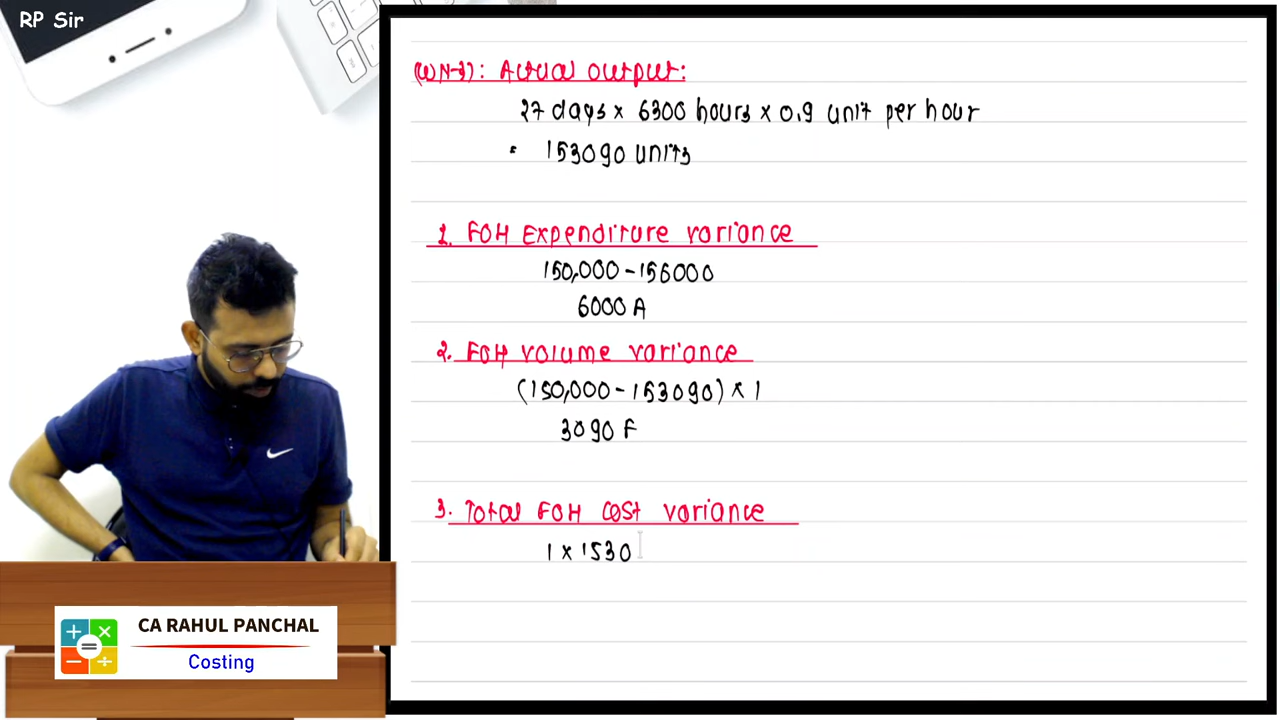 RP Sir
(WN-3): Actual output:
27 days × 6300 hours × 0.9 unit per hour
= 153090 units
1. FOH Expenditure variance
150,000 - 156000
6000 A
2. FOH volume variance
(150,000 - 153090) × 1
3090 F
3. Total FOH cost variance
1 × 1530
CA RAHUL PANCHAL
Costing